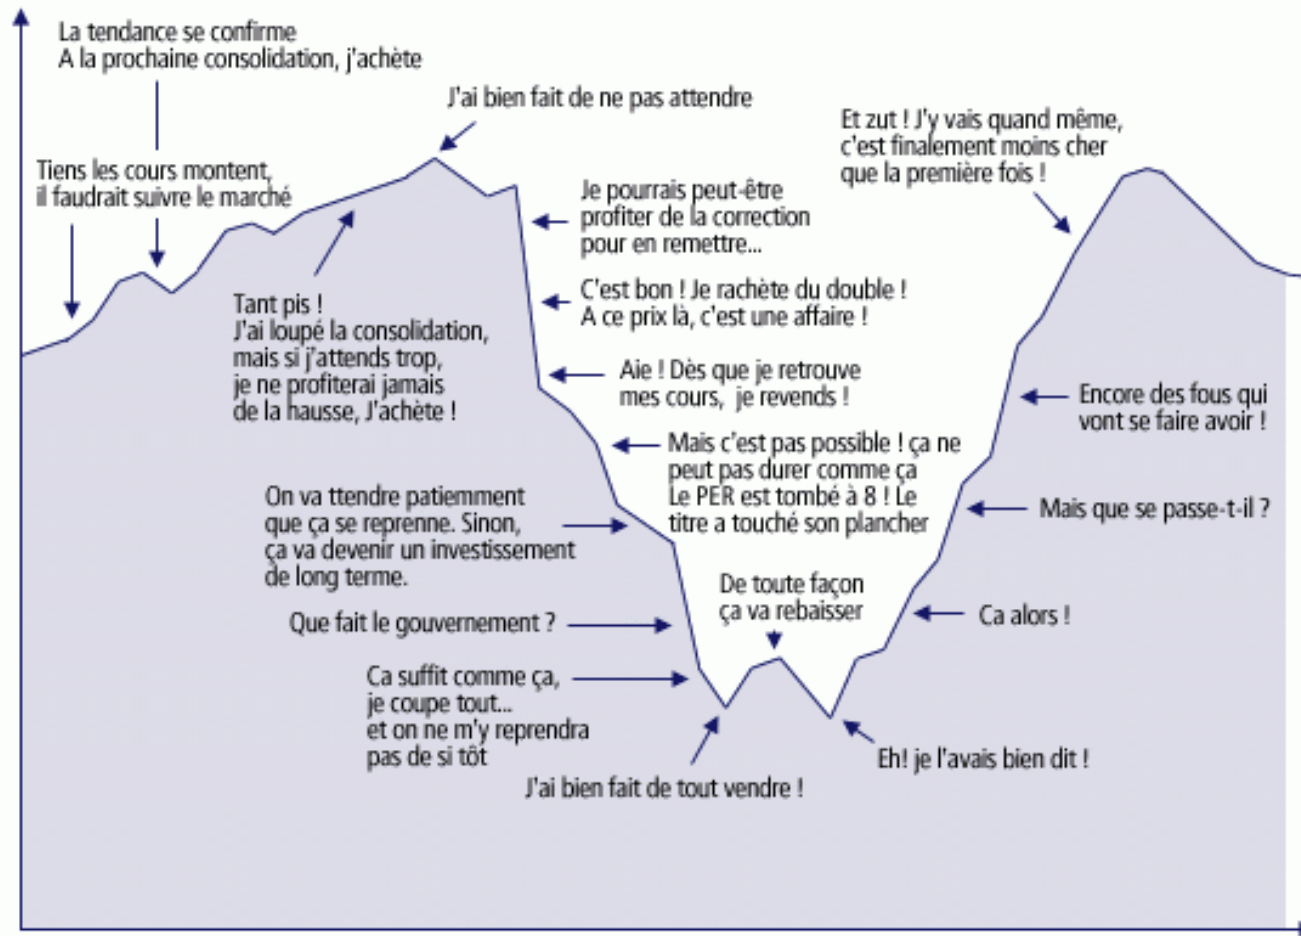 La tendance se confirme
A la prochaine consolidation, j'achète
Tiens les cours montent,
il faudrait suivre le marché
J'ai bien fait de ne pas attendre
Tant pis !
J'ai loupé la consolidation,
mais si j'attends trop,
je ne profiterai jamais
de la hausse, J'achète !
Je pourrais peut-être
profiter de la correction
pour en remettre...
C'est bon ! Je rachète du double !
A ce prix là, c'est une affaire !
Aie ! Dès que je retrouve
mes cours, je revends !
Mais c'est pas possible ! ça ne
peut pas durer comme ça
Le PER est tombé à 8 ! Le
titre a touché son plancher
On va ttendre patiemment
que ça se reprenne. Sinon,
ça va devenir un investissement
de long terme.
Que fait le gouvernement ?
Ca suffit comme ça,
je coupe tout...
et on ne m'y reprendra
pas de si tôt
J'ai bien fait de tout vendre !
De toute façon
ça va rebaisser
Eh! je l'avais bien dit !
Ca alors !
Mais que se passe-t-il ?
Encore des fous qui
vont se faire avoir !
Et zut ! J'y vais quand même,
c'est finalement moins cher
que la première fois !